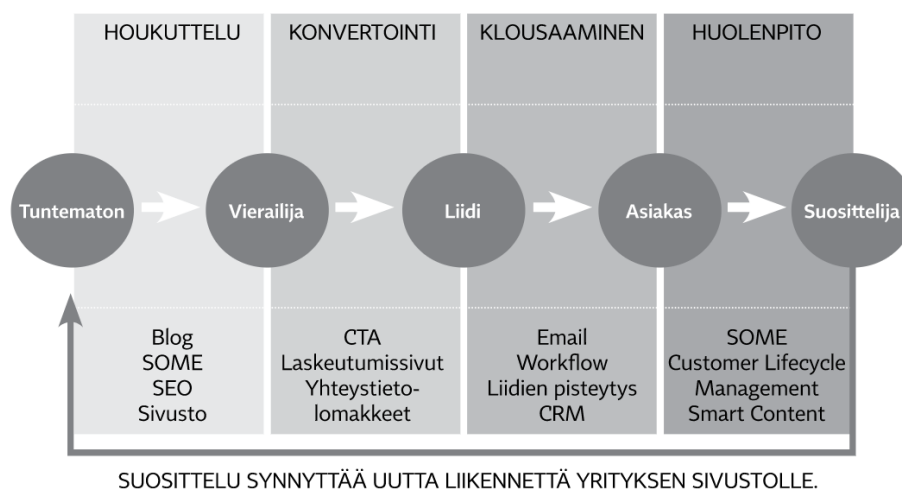 HOUKUTTELU
KONVERTOINTI
KLOUSAAMINEN
HUOLENPITO
Tuntematon
Vierailija
Liidi
Asiakas
Suosittelija
Blog
SOME
SEO
Sivusto
CTA
Laskeutumissivut
Yhteystieto-
lomakkeet
Email
Workflow
Liidien pisteytys
CRM
SOME
Customer Lifecycle
Management
Smart Content
SUOSITTELU SYNNYTTÄÄ UUTTA LIIKENNETTÄ YRITYKSEN SIVUSTOLLE.